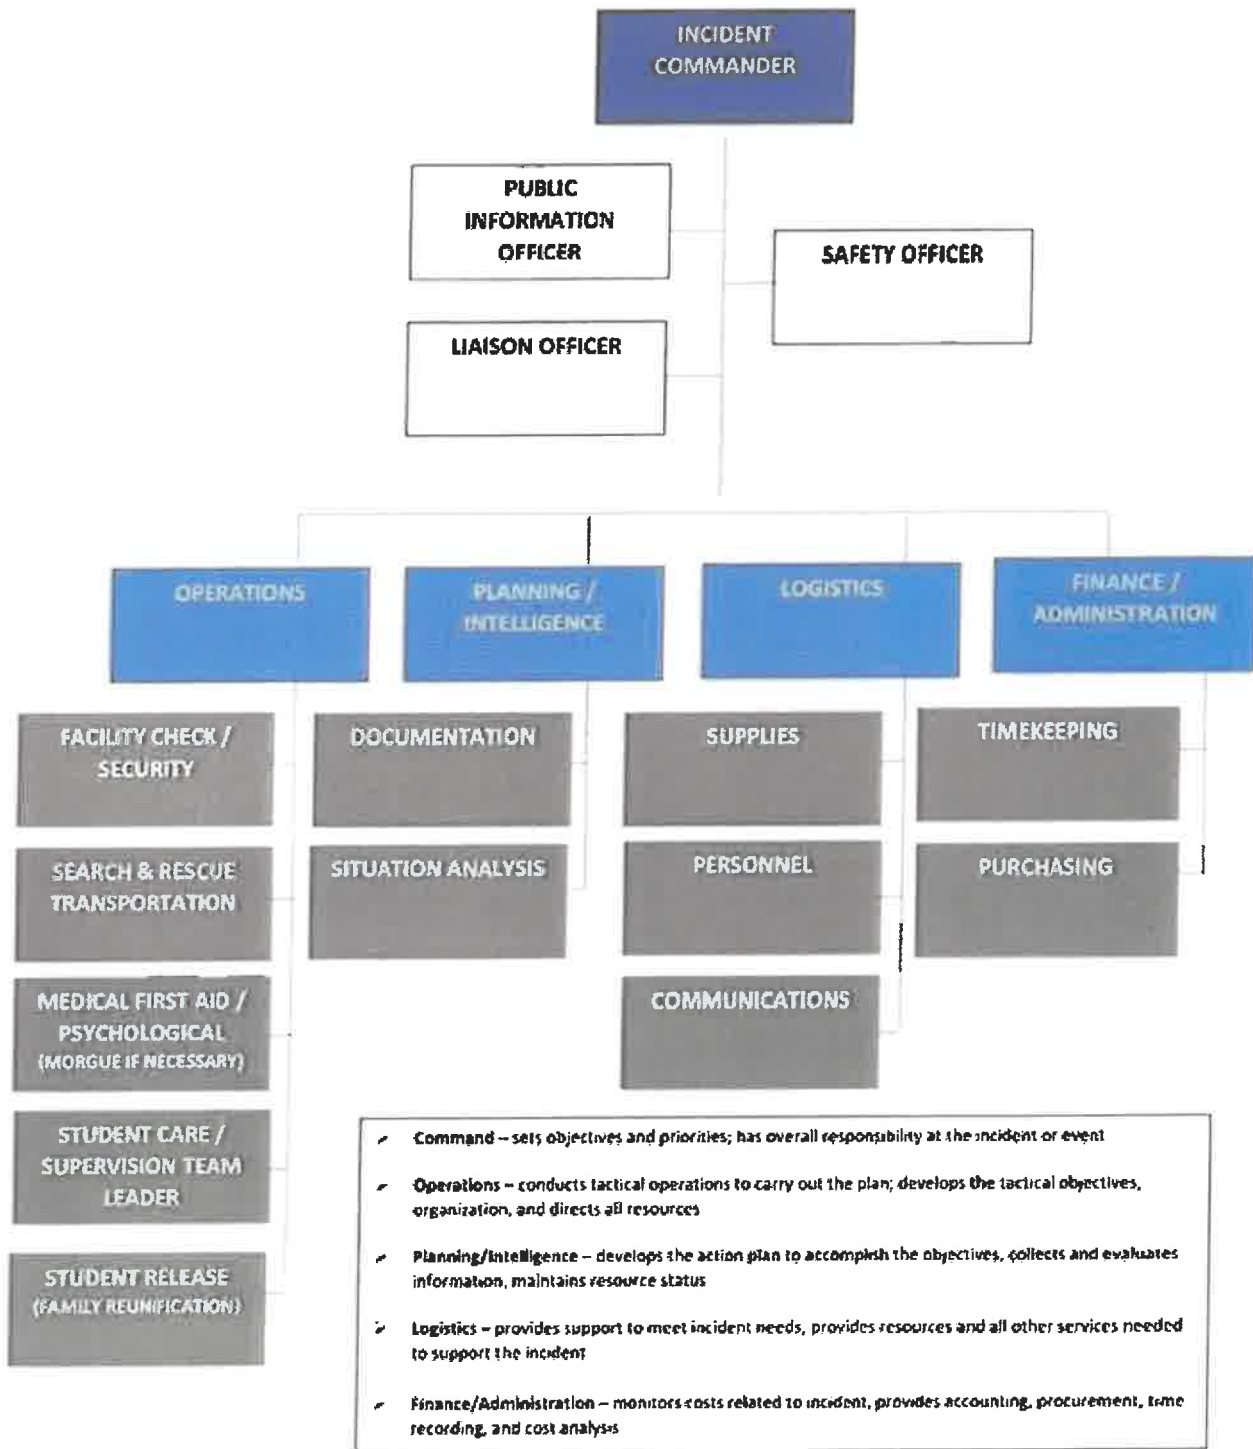 INCIDENT
COMMANDER
PUBLIC
INFORMATION
OFFICER
SAFETY OFFICER
LIAISON OFFICER
OPERATIONS
PLANNING /
INTELLIGENCE
LOGISTICS
FINANCE /
ADMINISTRATION
FACILITY CHECK /
SECURITY
DOCUMENTATION
SUPPLIES
TIMEKEEPING
SEARCH & RESCUE
TRANSPORTATION
SITUATION ANALYSIS
PERSONNEL
PURCHASING
MEDICAL FIRST AID /
PSYCHOLOGICAL
(MORGUE IF NECESSARY)
COMMUNICATIONS
STUDENT CARE /
SUPERVISION TEAM
LEADER
STUDENT RELEASE
(FAMILY REUNIFICATION)
➢ Command – sets objectives and priorities; has overall responsibility at the incident or event
➢ Operations – conducts tactical operations to carry out the plan; develops the tactical objectives,
organization, and directs all resources
➢ Planning/Intelligence – develops the action plan to accomplish the objectives, collects and evaluates
information, maintains resource status
➢ Logistics – provides support to meet incident needs, provides resources and all other services needed
to support the incident
➢ Finance/Administration – monitors costs related to incident, provides accounting, procurement, time
recording, and cost analysis